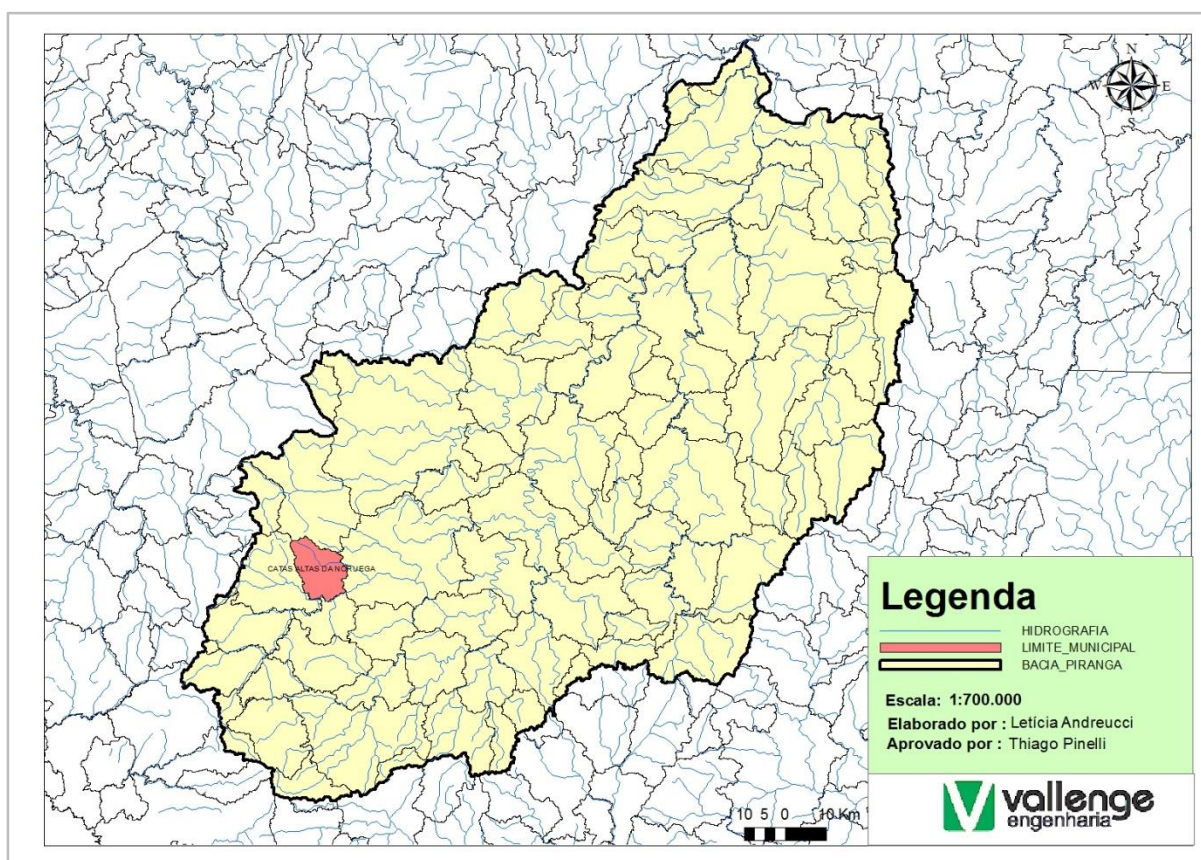 N
W E
S
CATAS ALTAS DA NORUEGA
Legenda
HIDROGRAFIA
LIMITE_MUNICIPAL
BACIA_PIRANGA
Escala: 1:700.000
Elaborado por : Letícia Andreucci
Aprovado por : Thiago Pinelli
10 5 0 10 Km
vallenge
engenharia